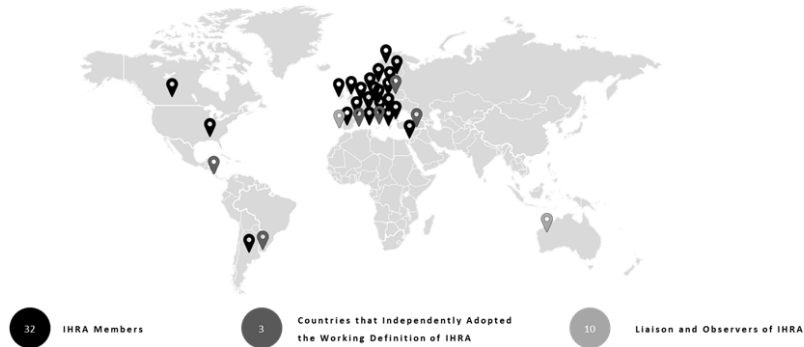 32
IHRA Members
3
Countries that Independently Adopted
the Working Definition of IHRA
10
Liaison and Observers of IHRA